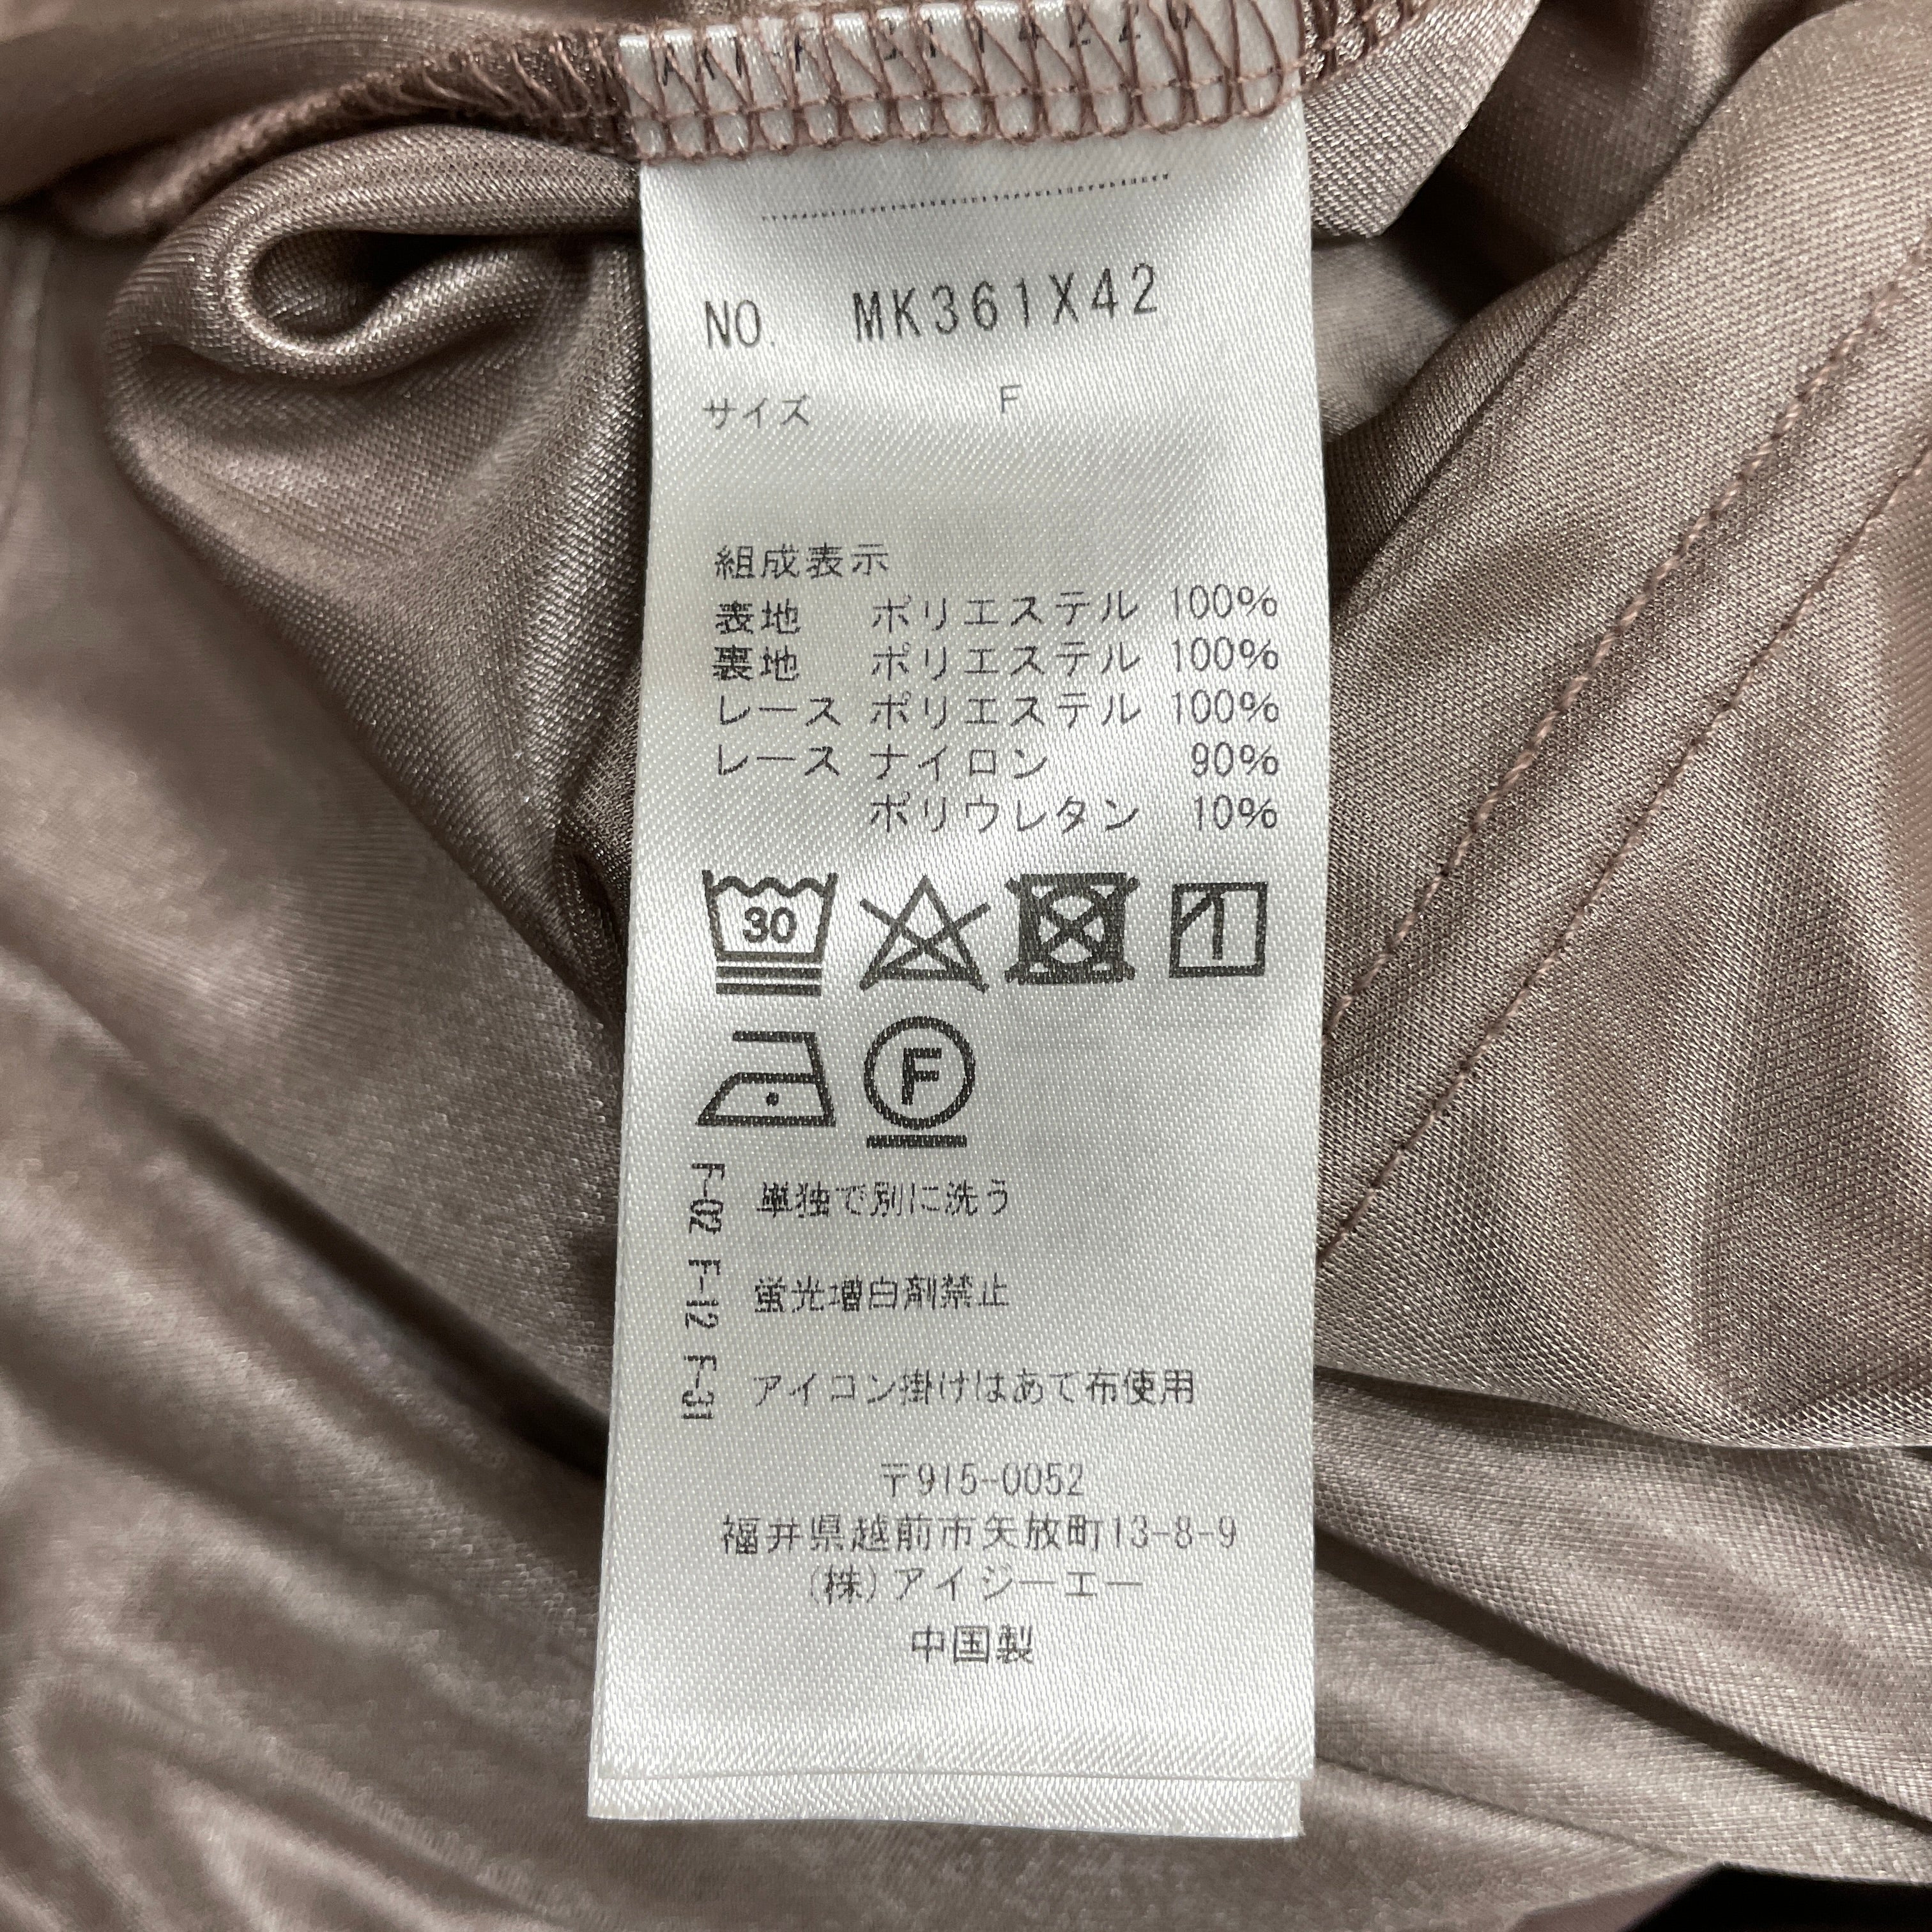 NO. MK361X42
サイズ F
組成表示
表地 ポリエステル 100%
裏地 ポリエステル 100%
レース ポリエステル 100%
レース ナイロン 90%
ポリウレタン 10%
30
F
F-02 単独で別に洗う
F-12 蛍光増白剤禁止
F-31 アイコン掛けはあて布使用
〒915-0052
福井県越前市矢放町13-8-9
(株)アイジーエー
中国製